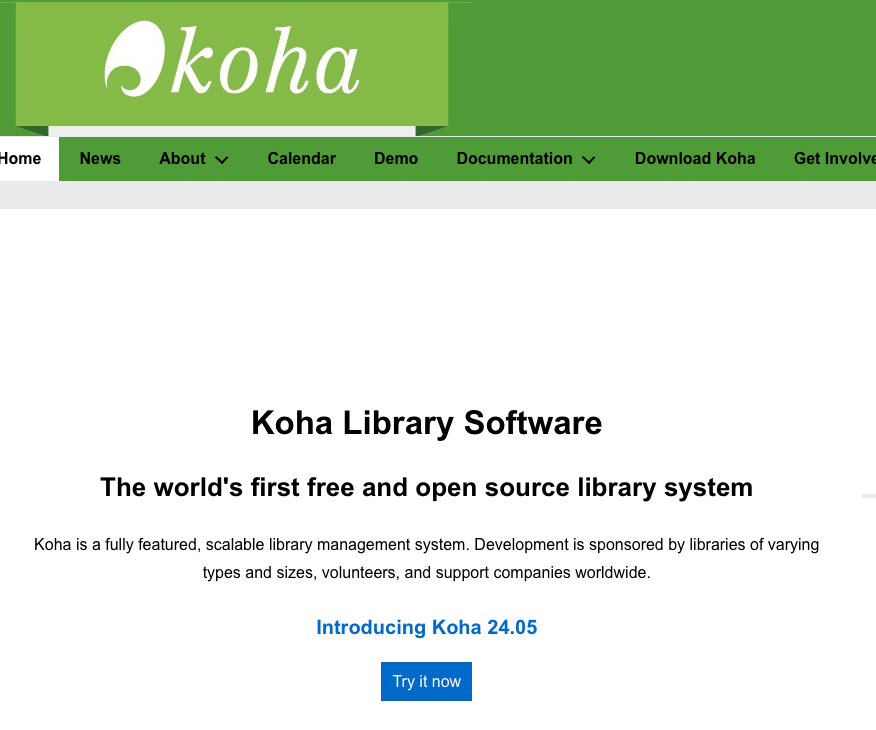 koha
Home News About Calendar Demo Documentation Download Koha Get Involve
Koha Library Software
The world's first free and open source library system
Koha is a fully featured, scalable library management system. Development is sponsored by libraries of varying
types and sizes, volunteers, and support companies worldwide.
Introducing Koha 24.05
Try it now